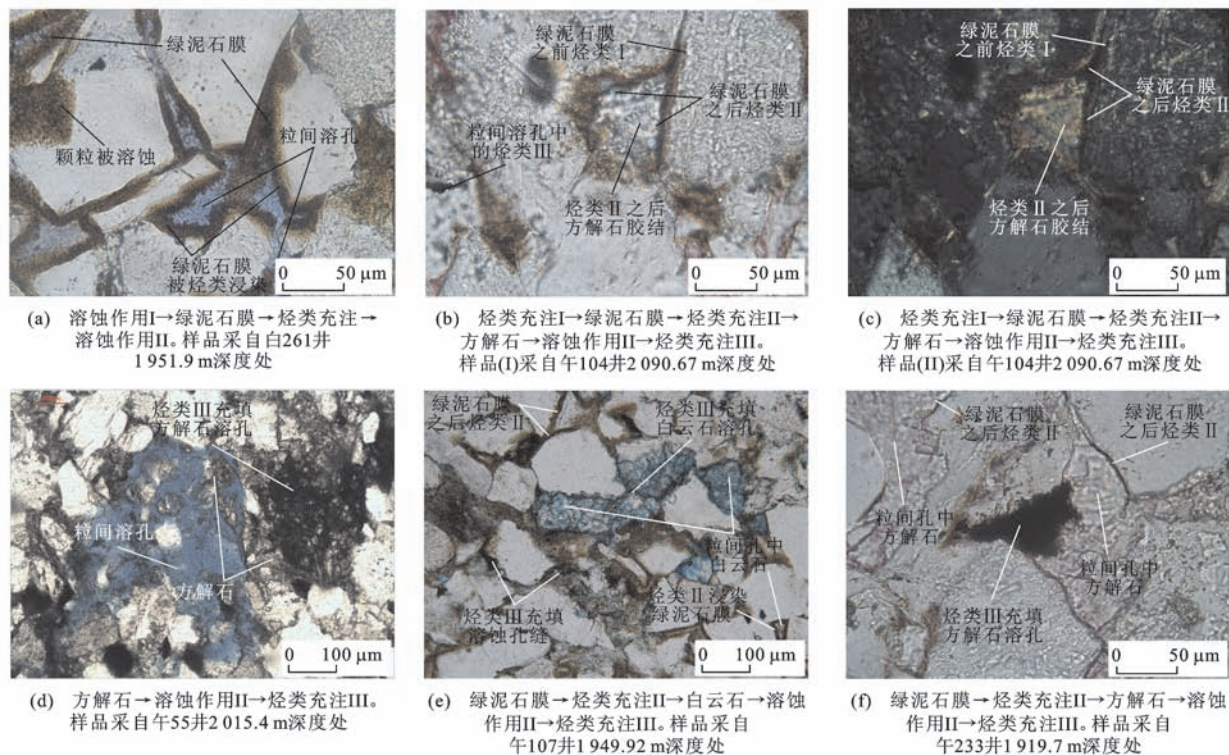 绿泥石膜
粒间溶孔
颗粒被溶蚀
绿泥石膜
被烃类浸染
0 50 μm
(a) 溶蚀作用I→绿泥石膜→烃类充注→
溶蚀作用II。样品采自白261井
1 951.9 m深度处
绿泥石膜
之前烃类 I
绿泥石膜
之后烃类 II
粒间溶孔中
的烃类III
烃类 II 之后
方解石胶结
0 50 μm
(b) 烃类充注I→绿泥石膜→烃类充注II→
方解石→溶蚀作用II→烃类充注III。
样品(I)采自午104井2 090.67 m深度处
绿泥石膜
之前烃类 I
绿泥石膜
之后烃类 II
烃类 II 之后
方解石胶结
0 50 μm
(c) 烃类充注I→绿泥石膜→烃类充注II→
方解石→溶蚀作用II→烃类充注III。
样品(II)采自午104井2 090.67 m深度处
烃类III充填
方解石溶孔
粒间溶孔
方解石
0 100 μm
(d) 方解石→溶蚀作用II→烃类充注III。
样品采自午55井2 015.4 m深度处
绿泥石膜
之后烃类 II
烃类III充填
白云石溶孔
粒间孔中
白云石
烃类III充填
溶蚀孔缝
烃类 II 浸染
绿泥石膜
0 100 μm
(e) 绿泥石膜→烃类充注II→白云石→溶蚀
作用II→烃类充注III。样品采自
午107井1 949.92 m深度处
绿泥石膜
之后烃类 II
绿泥石膜
之后烃类 II
粒间孔中
方解石
粒间孔中
方解石
烃类III充填
方解石溶孔
0 50 μm
(f) 绿泥石膜→烃类充注II→方解石→溶蚀
作用II→烃类充注III。样品采自
午233井1 919.7 m深度处